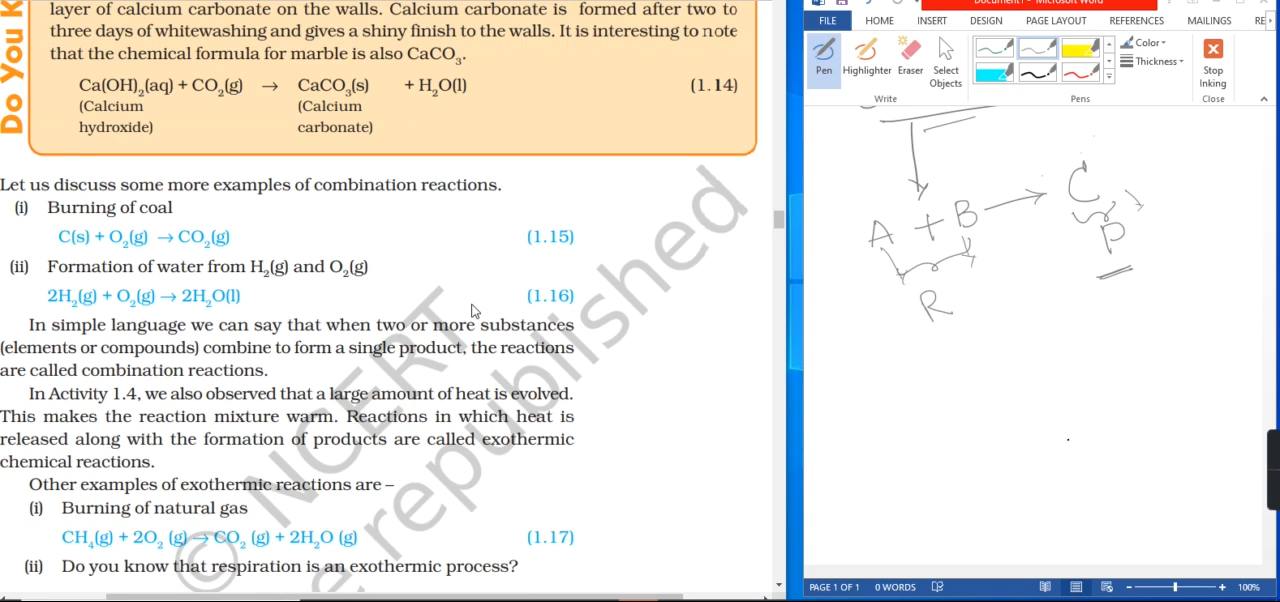 Do You K
layer of calcium carbonate on the walls. Calcium carbonate is formed after two to
three days of whitewashing and gives a shiny finish to the walls. It is interesting to note
that the chemical formula for marble is also CaCO₃.
Ca(OH)₂(aq) + CO₂(g) → CaCO₃(s) + H₂O(l) (1.14)
(Calcium (Calcium
hydroxide) carbonate)
Let us discuss some more examples of combination reactions.
(i) Burning of coal
C(s) + O₂(g) → CO₂(g) (1.15)
(ii) Formation of water from H₂(g) and O₂(g)
2H₂(g) + O₂(g) → 2H₂O(l) (1.16)
In simple language we can say that when two or more substances
(elements or compounds) combine to form a single product, the reactions
are called combination reactions.
In Activity 1.4, we also observed that a large amount of heat is evolved.
This makes the reaction mixture warm. Reactions in which heat is
released along with the formation of products are called exothermic
chemical reactions.
Other examples of exothermic reactions are –
(i) Burning of natural gas
CH₄(g) + 2O₂ (g) → CO₂ (g) + 2H₂O (g) (1.17)
(ii) Do you know that respiration is an exothermic process?
© NCERT
republished
Document1 - Microsoft Word
FILE HOME INSERT DESIGN PAGE LAYOUT REFERENCES MAILINGS RE
Pen Highlighter Eraser Select Objects
Color
Thickness
Stop Inking
Write Pens Close
A + B → C
R P
PAGE 1 OF 1 0 WORDS 100%